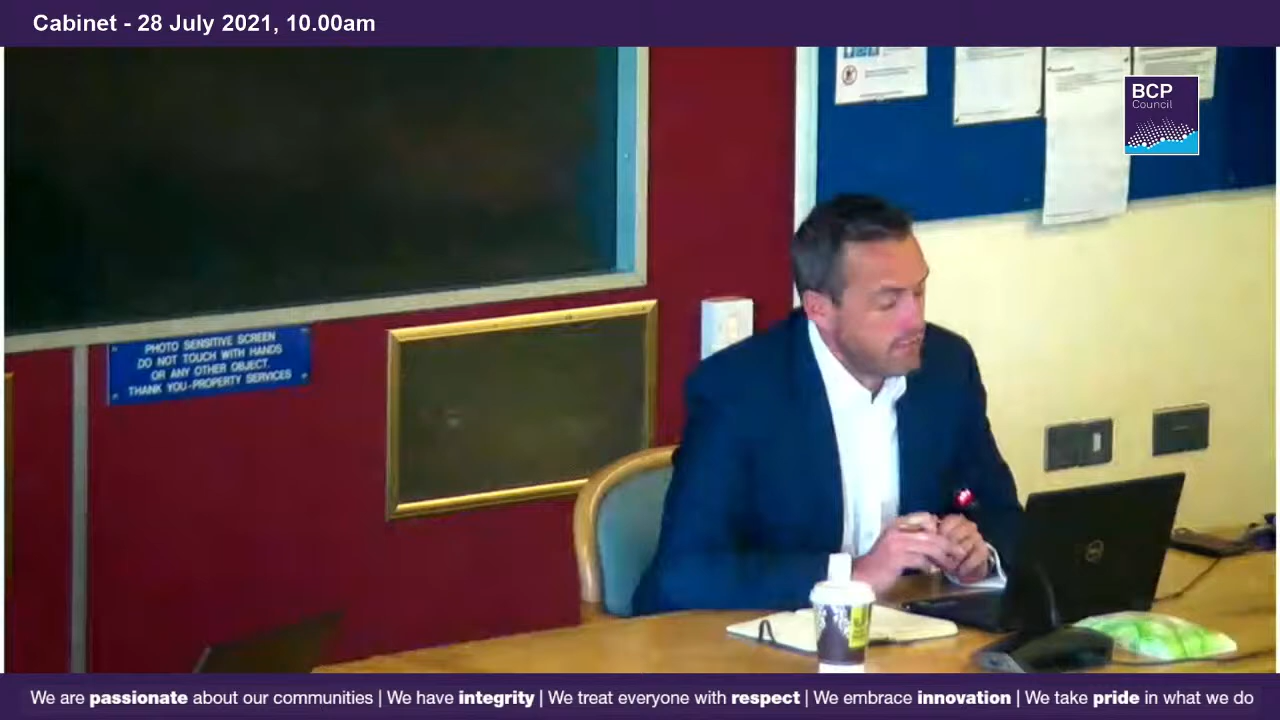 Cabinet - 28 July 2021, 10.00am
BCP
Council
PHOTO SENSITIVE SCREEN
DO NOT TOUCH WITH HANDS
OR ANY OTHER OBJECT.
THANK YOU-PROPERTY SERVICES
DELL
We are passionate about our communities | We have integrity | We treat everyone with respect | We embrace innovation | We take pride in what we do